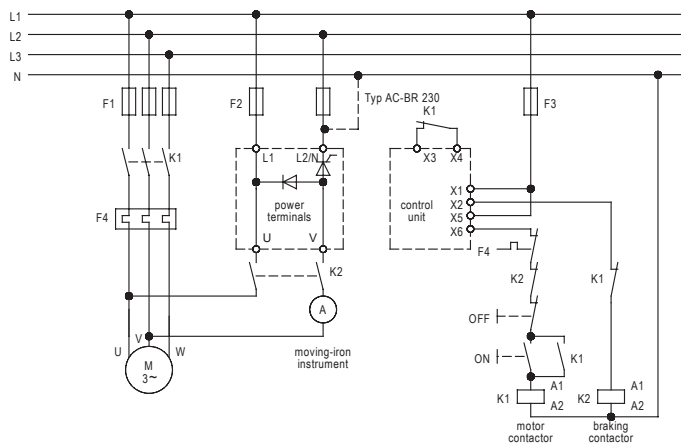 L1
L2
L3
N
F1
F2
Typ AC-BR 230
F3
K1
K1
L1
L2/N
X3
X4
power
terminals
control
unit
X1
X2
X5
X6
F4
U
V
K2
F4
K2
K1
A
OFF
moving-iron
instrument
ON
K1
V
U
W
M
3~
K1
A1
A2
K2
A1
A2
motor
contactor
braking
contactor